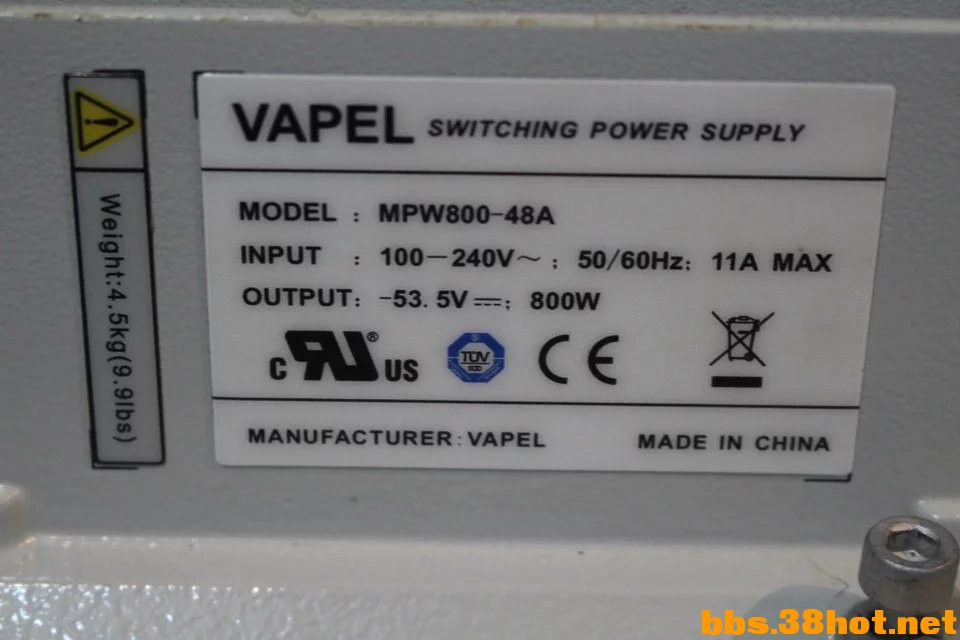 VAPEL SWITCHING POWER SUPPLY
MODEL : MPW800-48A
INPUT : 100-240V～ ; 50/60Hz; 11A MAX
OUTPUT: -53.5V⎓; 800W
c RU® US
TÜV
CE
MANUFACTURER: VAPEL
MADE IN CHINA
Weight:4.5kg(9.9lbs)
bbs.38hot.net